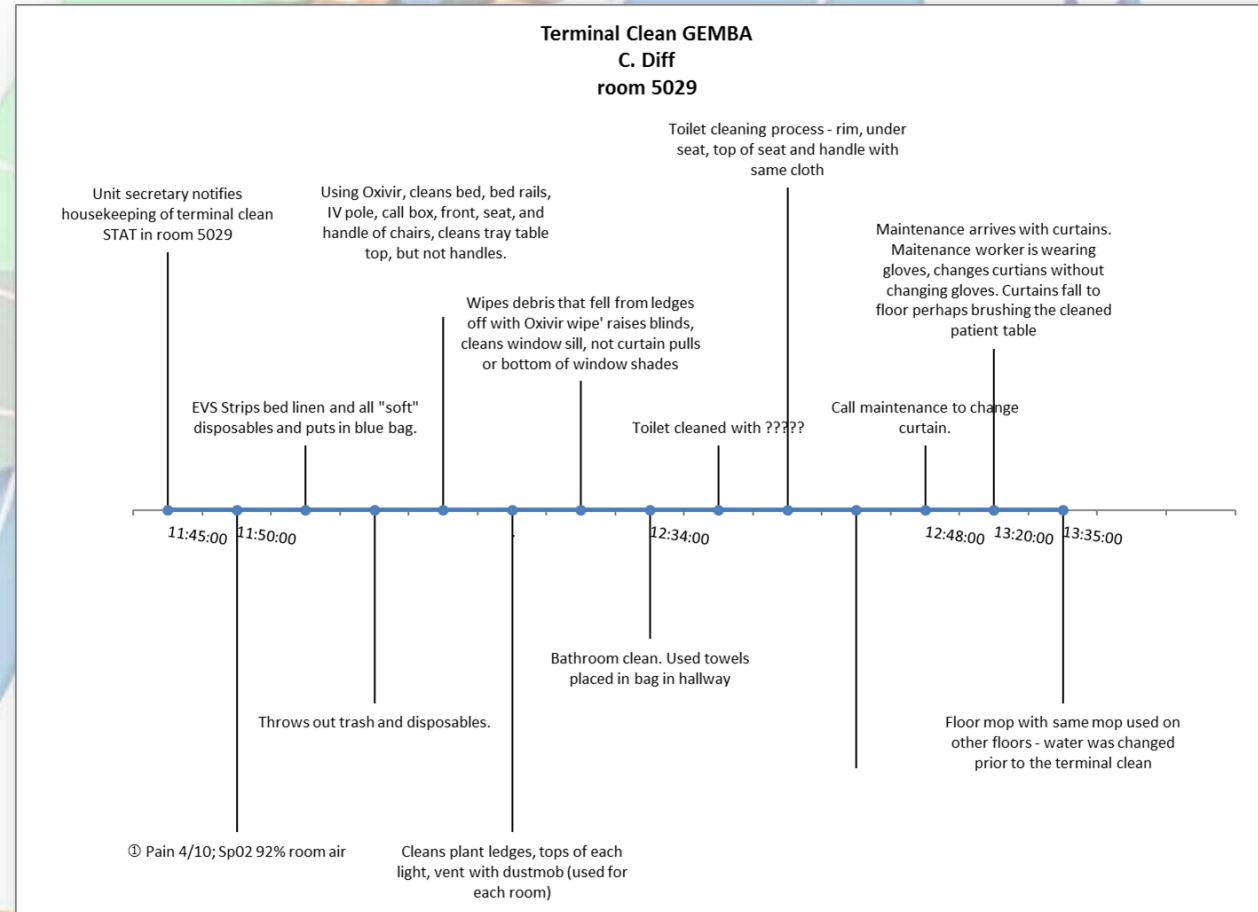 Terminal Clean GEMBA
C. Diff
room 5029
Toilet cleaning process - rim, under
seat, top of seat and handle with
same cloth
Unit secretary notifies
housekeeping of terminal clean
STAT in room 5029
Using Oxivir, cleans bed, bed rails,
IV pole, call box, front, seat, and
handle of chairs, cleans tray table
top, but not handles.
Maintenance arrives with curtains.
Maitenance worker is wearing
gloves, changes curtians without
changing gloves. Curtains fall to
floor perhaps brushing the cleaned
patient table
Wipes debris that fell from ledges
off with Oxivir wipe' raises blinds,
cleans window sill, not curtain pulls
or bottom of window shades
EVS Strips bed linen and all "soft"
disposables and puts in blue bag.
Toilet cleaned with ?????
Call maintenance to change
curtain.
11:45:00 11:50:00 12:34:00 12:48:00 13:20:00 13:35:00
Bathroom clean. Used towels
placed in bag in hallway
Throws out trash and disposables.
Floor mop with same mop used on
other floors - water was changed
prior to the terminal clean
① Pain 4/10; Sp02 92% room air
Cleans plant ledges, tops of each
light, vent with dustmob (used for
each room)